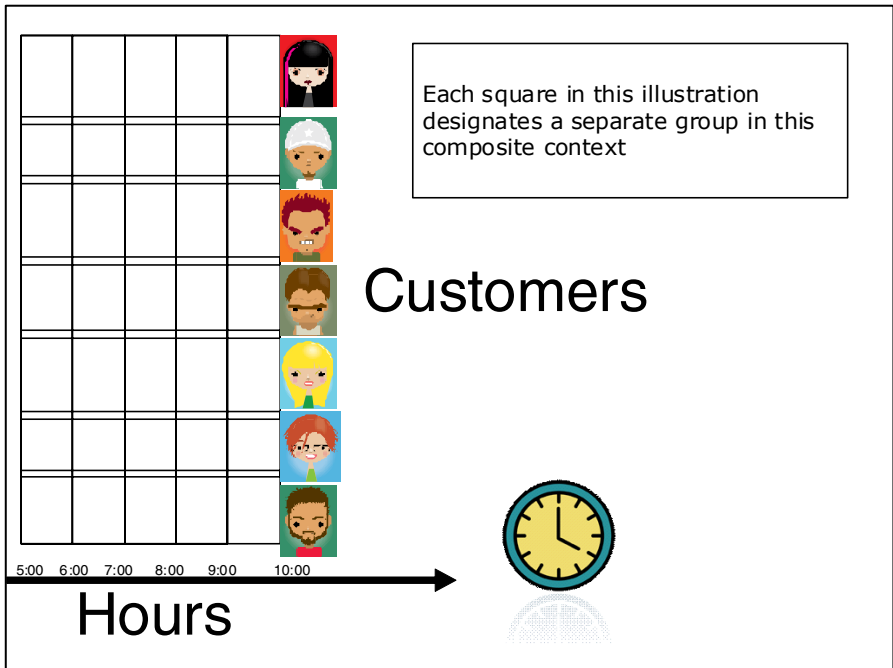 Each square in this illustration
designates a separate group in this
composite context
Customers
5:00 6:00 7:00 8:00 9:00 10:00
Hours